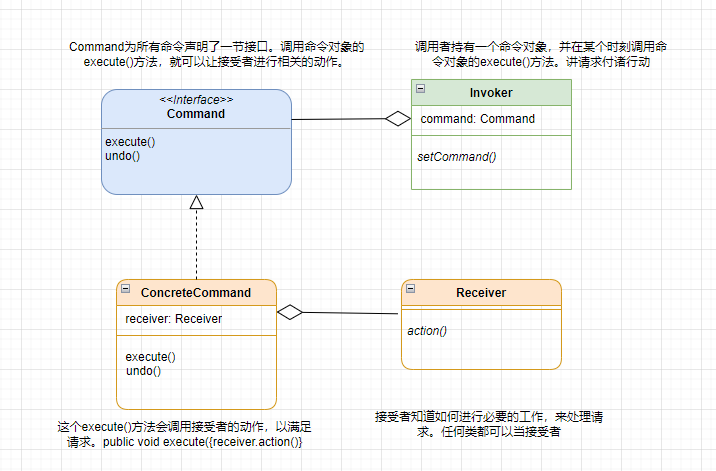 Command为所有命令声明了一节接口。调用命令对象的
execute()方法，就可以让接受者进行相关的动作。
调用者持有一个命令对象，并在某个时刻调用命
令对象的execute()方法。讲请求付诸行动
<<Interface>>
Command
execute()
undo()
Invoker
command: Command
setCommand()
ConcreteCommand
receiver: Receiver
execute()
undo()
Receiver
action()
这个execute()方法会调用接受者的动作，以满足
请求。public void execute({receiver.action()}
接受者知道如何进行必要的工作，来处理请
求。任何类都可以当接受者